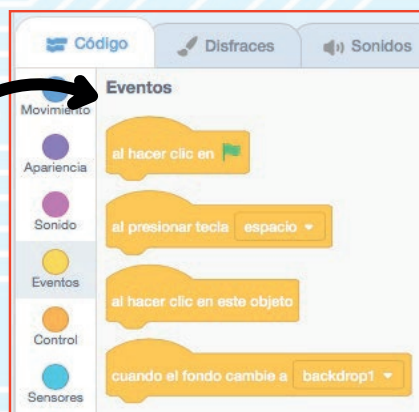 Código
Disfraces
Sonidos
Movimiento
Apariencia
Sonido
Eventos
Control
Sensores
Eventos
al hacer clic en
al presionar tecla espacio
al hacer clic en este objeto
cuando el fondo cambie a backdrop1